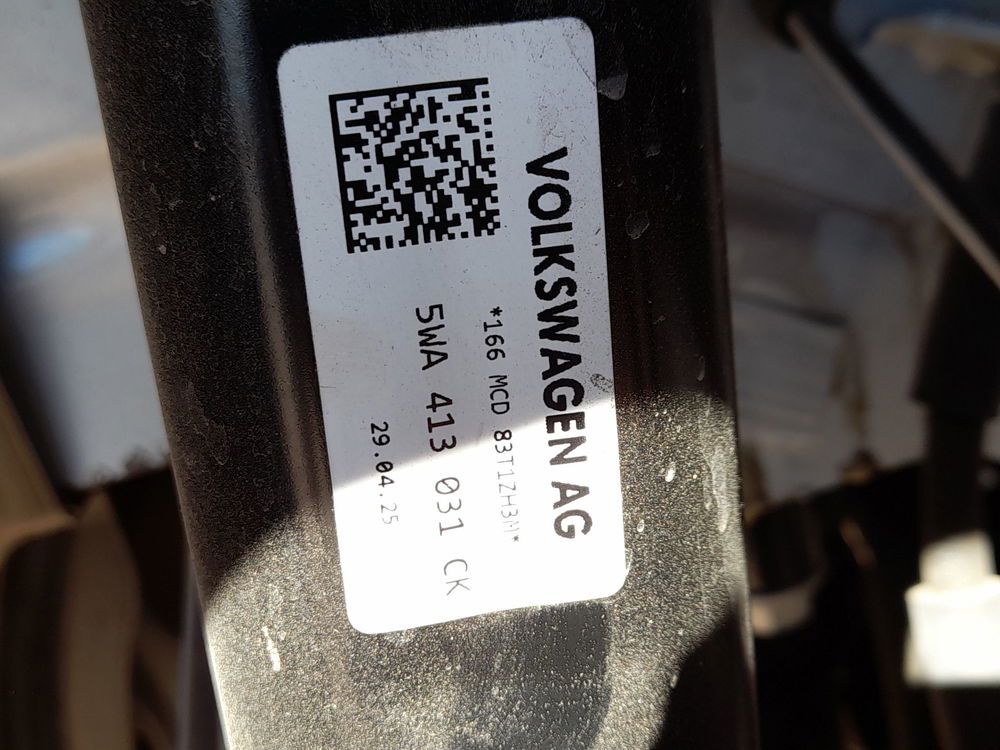 VOLKSWAGEN AG
*166 MCD 83T1ZH3M*
5WA 413 031 CK
29.04.25